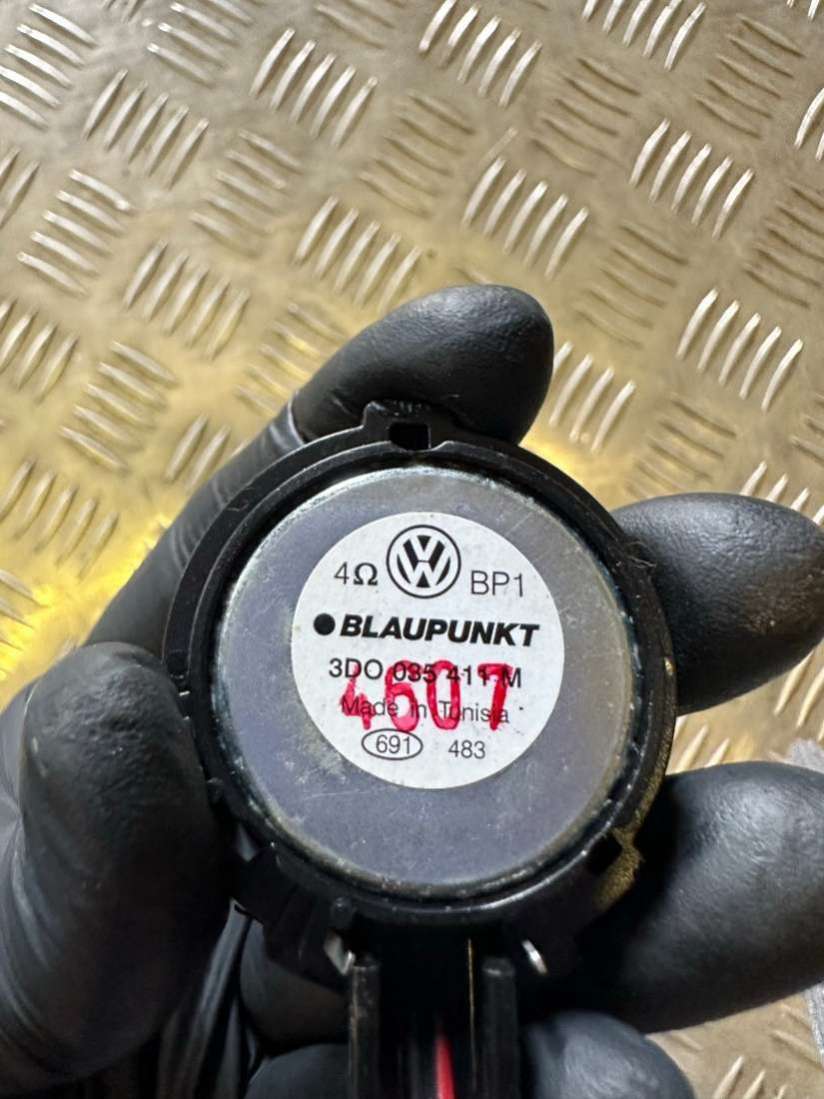 4Ω VW BP1
BLAUPUNKT
3D0 035 411 M
4607
Made in Tunisia
691 483